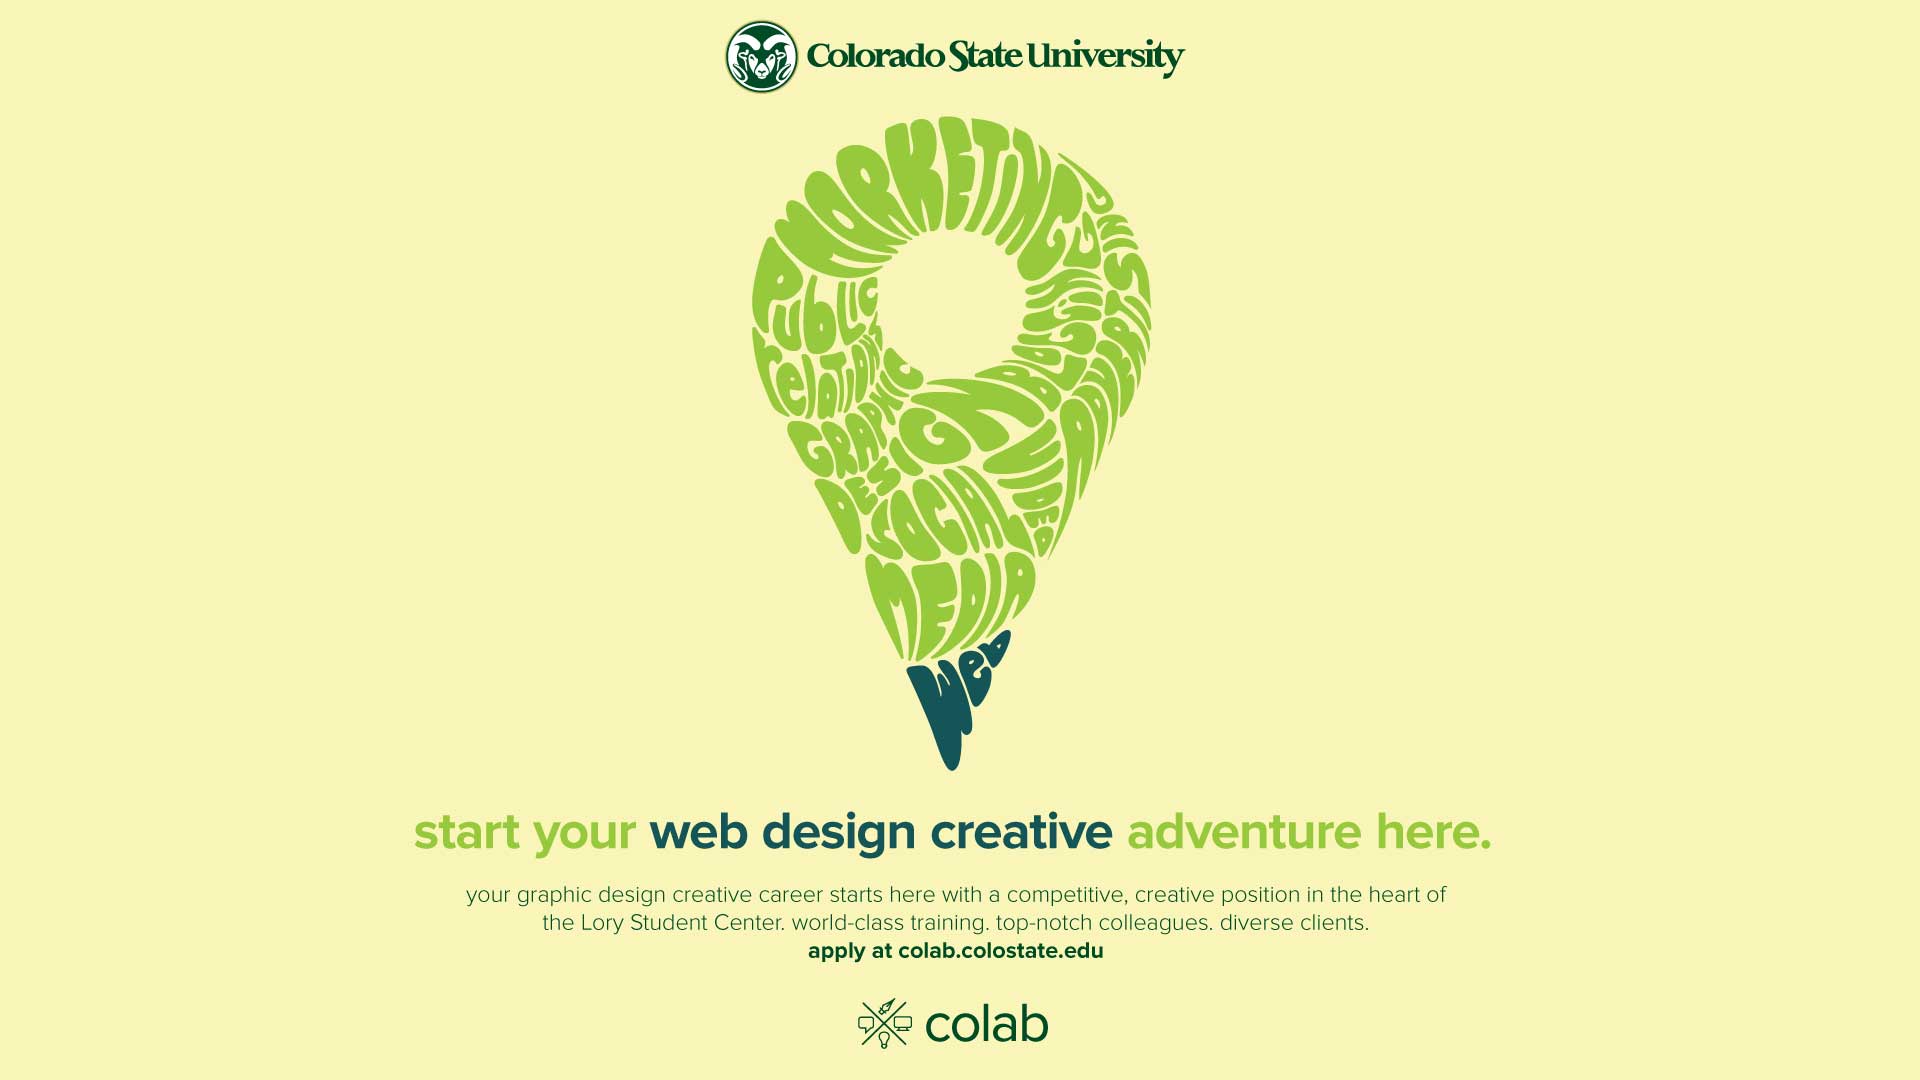 Colorado State University
MARKETING
Public
relations
GRAPHIC
DESIGN
SOCIAL
MEDIA
VIDEO
Web
start your web design creative adventure here.
your graphic design creative career starts here with a competitive, creative position in the heart of
the Lory Student Center. world-class training. top-notch colleagues. diverse clients.
apply at colab.colostate.edu
colab